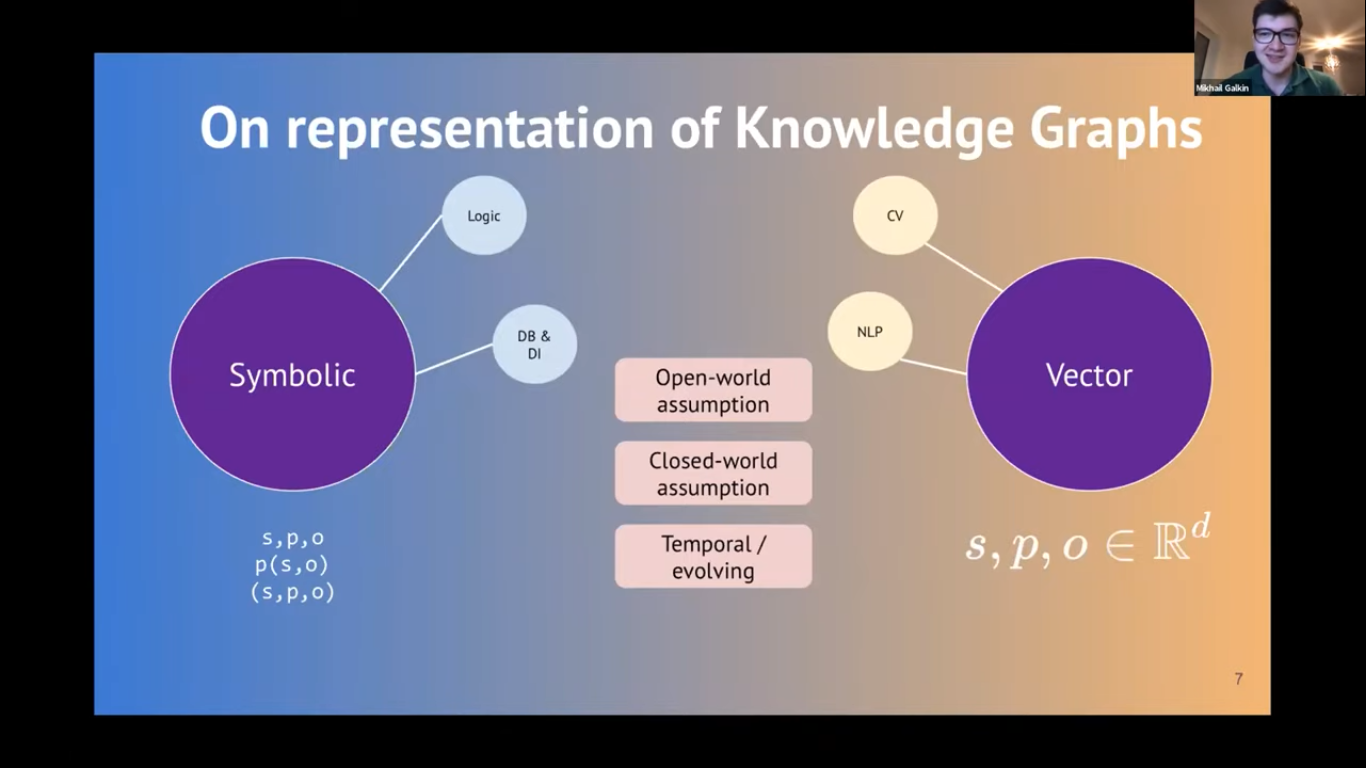 Mikhail Galkin
On representation of Knowledge Graphs
Logic
CV
DB &
DI
NLP
Symbolic
Vector
Open-world
assumption
Closed-world
assumption
Temporal /
evolving
s,p,o
p(s,o)
(s,p,o)
s, p, o ∈ ℝ^d
7